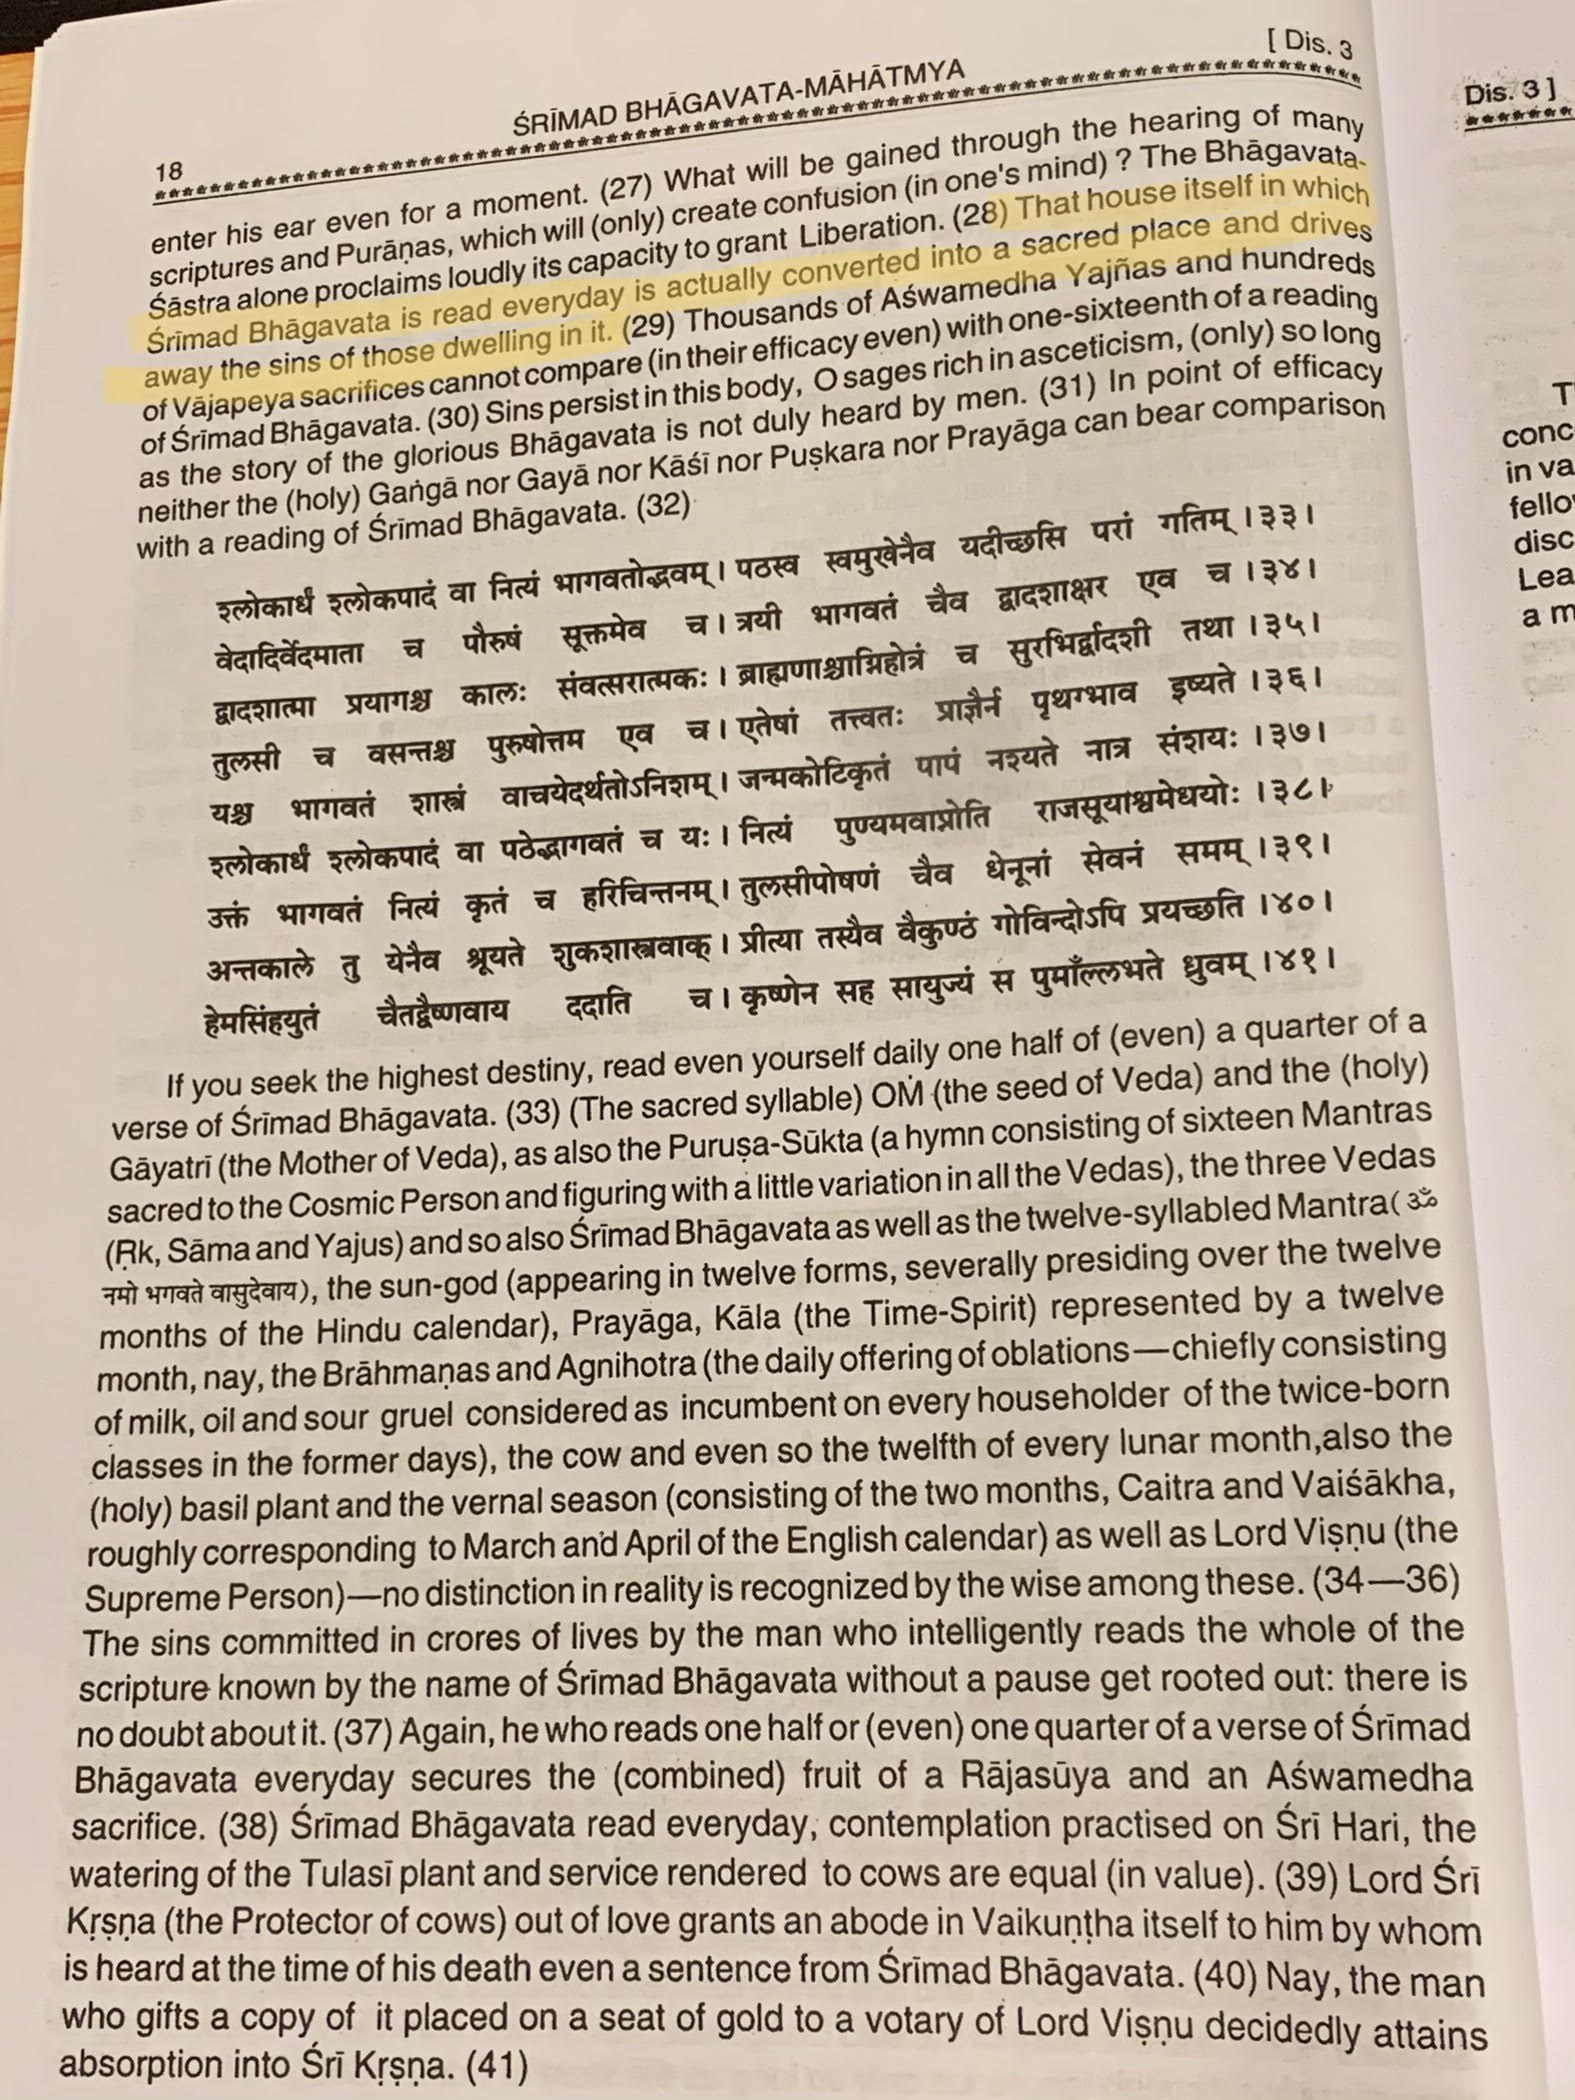 [ Dis. 3
ŚRĪMAD BHĀGAVATA-MĀHĀTMYA
18
enter his ear even for a moment. (27) What will be gained through the hearing of many
scriptures and Purāṇas, which will (only) create confusion (in one's mind) ? The Bhāgavata-
Śāstra alone proclaims loudly its capacity to grant Liberation. (28) That house itself in which
Śrīmad Bhāgavata is read everyday is actually converted into a sacred place and drives
away the sins of those dwelling in it. (29) Thousands of Aśwamedha Yajñas and hundreds
of Vājapeya sacrifices cannot compare (in their efficacy even) with one-sixteenth of a reading
of Śrīmad Bhāgavata. (30) Sins persist in this body, O sages rich in asceticism, (only) so long
as the story of the glorious Bhāgavata is not duly heard by men. (31) In point of efficacy
neither the (holy) Gaṅgā nor Gayā nor Kāśī nor Puṣkara nor Prayāga can bear comparison
with a reading of Śrīmad Bhāgavata. (32)
श्लोकार्धं श्लोकपादं वा नित्यं भागवतोद्भवम् । पठस्व स्वमुखेनैव यदीच्छसि परां गतिम् ।३३।
वेदादिर्वेदमाता च पौरुषं सूक्तमेव च । त्रयी भागवतं चैव द्वादशाक्षर एव च ।३४।
द्वादशात्मा प्रयागश्च कालः संवत्सरात्मकः । ब्राह्मणाश्चाग्निहोत्रं च सुरभिर्द्वादशी तथा ।३५।
तुलसी च वसन्तश्च पुरुषोत्तम एव च । एतेषां तत्त्वतः प्राज्ञैर्न पृथग्भाव इष्यते ।३६।
यश्च भागवतं शास्त्रं वाचयेदर्थतोऽनिशम् । जन्मकोटिकृतं पापं नश्यते नात्र संशयः ।३७।
श्लोकार्धं श्लोकपादं वा पठेद्भागवतं च यः । नित्यं पुण्यमवाप्नोति राजसूयाश्वमेधयोः ।३८।
उक्तं भागवतं नित्यं कृतं च हरिचिन्तनम् । तुलसीपोषणं चैव धेनूनां सेवनं समम् ।३९।
अन्तकाले तु येनैव श्रूयते शुकशास्त्रवाक् । प्रीत्या तस्यैव वैकुण्ठं गोविन्दोऽपि प्रयच्छति ।४०।
हेमसिंहयुतं चैतद्वैष्णवाय ददाति च । कृष्णेन सह सायुज्यं स पुमाँल्लभते ध्रुवम् ।४१।
If you seek the highest destiny, read even yourself daily one half of (even) a quarter of a
verse of Śrīmad Bhāgavata. (33) (The sacred syllable) OṀ (the seed of Veda) and the (holy)
Gāyatrī (the Mother of Veda), as also the Puruṣa-Sūkta (a hymn consisting of sixteen Mantras
sacred to the Cosmic Person and figuring with a little variation in all the Vedas), the three Vedas
(Ṛk, Sāma and Yajus) and so also Śrīmad Bhāgavata as well as the twelve-syllabled Mantra( ॐ
नमो भगवते वासुदेवाय), the sun-god (appearing in twelve forms, severally presiding over the twelve
months of the Hindu calendar), Prayāga, Kāla (the Time-Spirit) represented by a twelve
month, nay, the Brāhmaṇas and Agnihotra (the daily offering of oblations—chiefly consisting
of milk, oil and sour gruel considered as incumbent on every householder of the twice-born
classes in the former days), the cow and even so the twelfth of every lunar month,also the
(holy) basil plant and the vernal season (consisting of the two months, Caitra and Vaiśākha,
roughly corresponding to March and April of the English calendar) as well as Lord Viṣṇu (the
Supreme Person)—no distinction in reality is recognized by the wise among these. (34—36)
The sins committed in crores of lives by the man who intelligently reads the whole of the
scripture known by the name of Śrīmad Bhāgavata without a pause get rooted out: there is
no doubt about it. (37) Again, he who reads one half or (even) one quarter of a verse of Śrīmad
Bhāgavata everyday secures the (combined) fruit of a Rājasūya and an Aśwamedha
sacrifice. (38) Śrīmad Bhāgavata read everyday, contemplation practised on Śrī Hari, the
watering of the Tulasī plant and service rendered to cows are equal (in value). (39) Lord Śrī
Kṛṣṇa (the Protector of cows) out of love grants an abode in Vaikuṇṭha itself to him by whom
is heard at the time of his death even a sentence from Śrīmad Bhāgavata. (40) Nay, the man
who gifts a copy of it placed on a seat of gold to a votary of Lord Viṣṇu decidedly attains
absorption into Śrī Kṛṣṇa. (41)
Dis. 3 ]
in va
Lea
a m